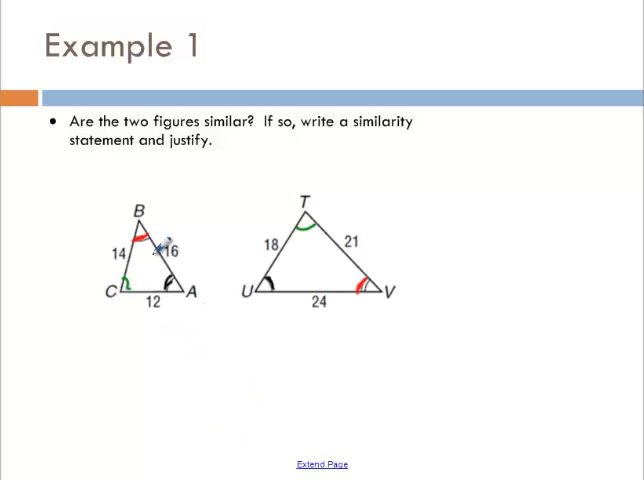 Example 1
• Are the two figures similar? If so, write a similarity
statement and justify.
B
14
16
C
A
12
T
18
21
U
V
24
Extend Page